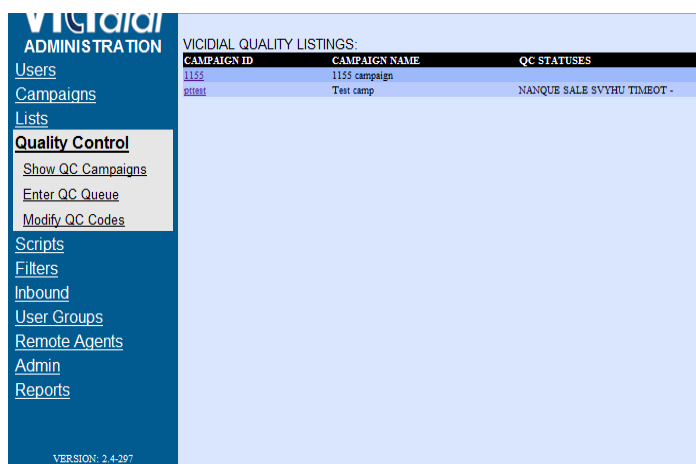 VICIdial
ADMINISTRATION
Users
Campaigns
Lists
Quality Control
Show QC Campaigns
Enter QC Queue
Modify QC Codes
Scripts
Filters
Inbound
User Groups
Remote Agents
Admin
Reports
VERSION: 2.4-297
VICIDIAL QUALITY LISTINGS:
CAMPAIGN ID CAMPAIGN NAME QC STATUSES
1155 1155 campaign
pttest Test camp NANQUE SALE SVYHU TIMEOT -